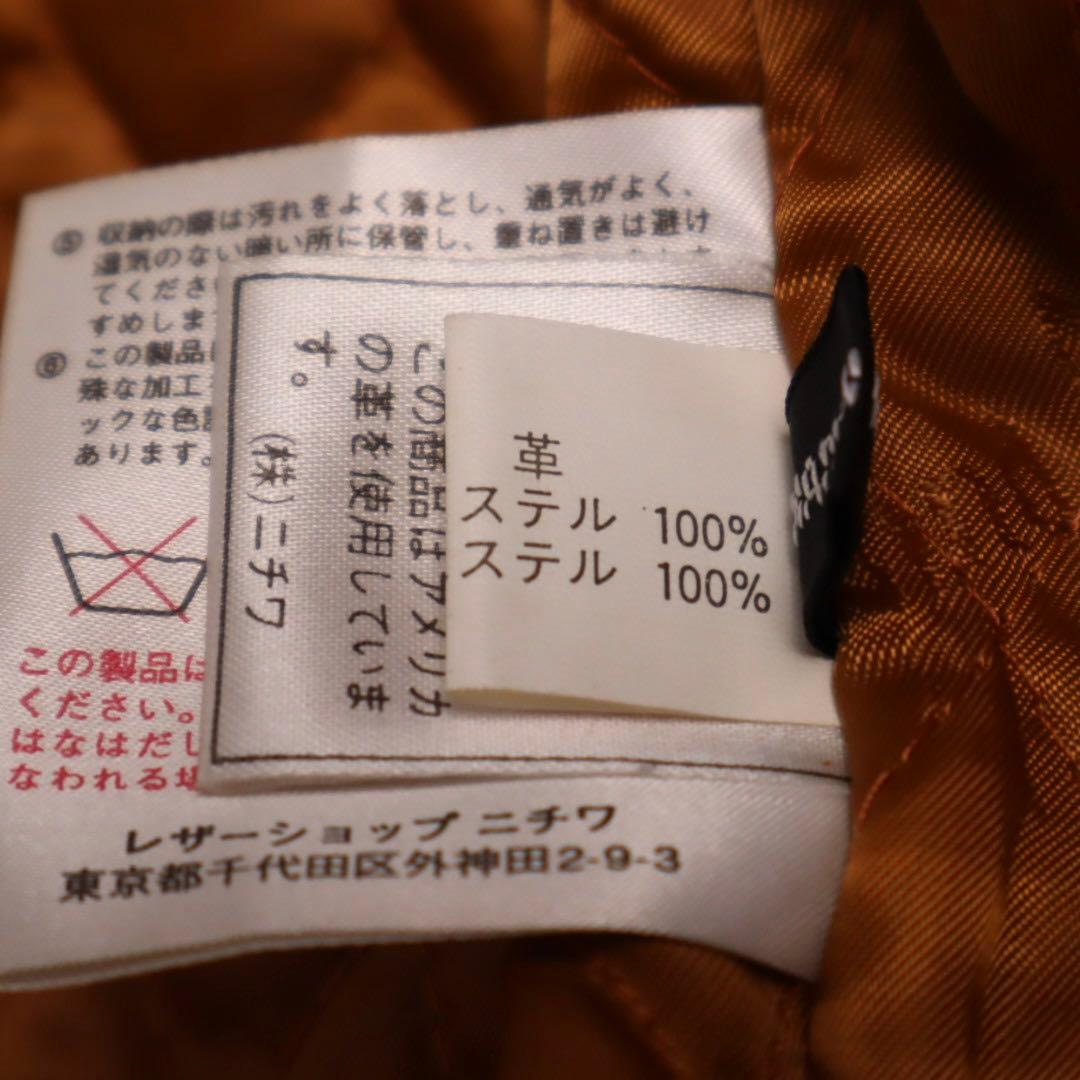 ⑤ 収納の際は汚れをよく落とし、通気がよく、
湿気のない暗い所に保管し、重ね置きは避け
てくださ
すめしま
⑥ この製品
殊な加工
ックな色
あります。
この製品は
ください。
はなはだし
なわれる場
この商品はアメリカ
の革を使用していま
す。
(株)ニチワ
革
ステル 100%
ステル 100%
レザーショップ ニチワ
東京都千代田区外神田2-9-3